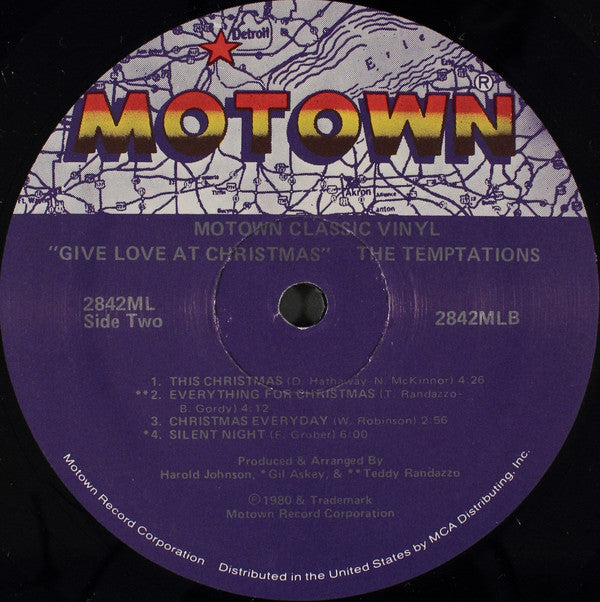 Detroit
Erie
MOTOWN®
Akron
Canton
MOTOWN CLASSIC VINYL
"GIVE LOVE AT CHRISTMAS" THE TEMPTATIONS
2842ML
Side Two
2842MLB
1. THIS CHRISTMAS (D. Hathaway-N. McKinnor) 4:26
**2. EVERYTHING FOR CHRISTMAS (T. Randazzo-
B. Gordy) 4:12
3. CHRISTMAS EVERYDAY (W. Robinson) 2:56
*4. SILENT NIGHT (F. Grober) 6:00
Produced & Arranged By
Harold Johnson, *Gil Askey, & **Teddy Randazzo
Ⓟ1980 & Trademark
Motown Record Corporation
Motown Record Corporation Distributed in the United States by MCA Distributing, Inc.